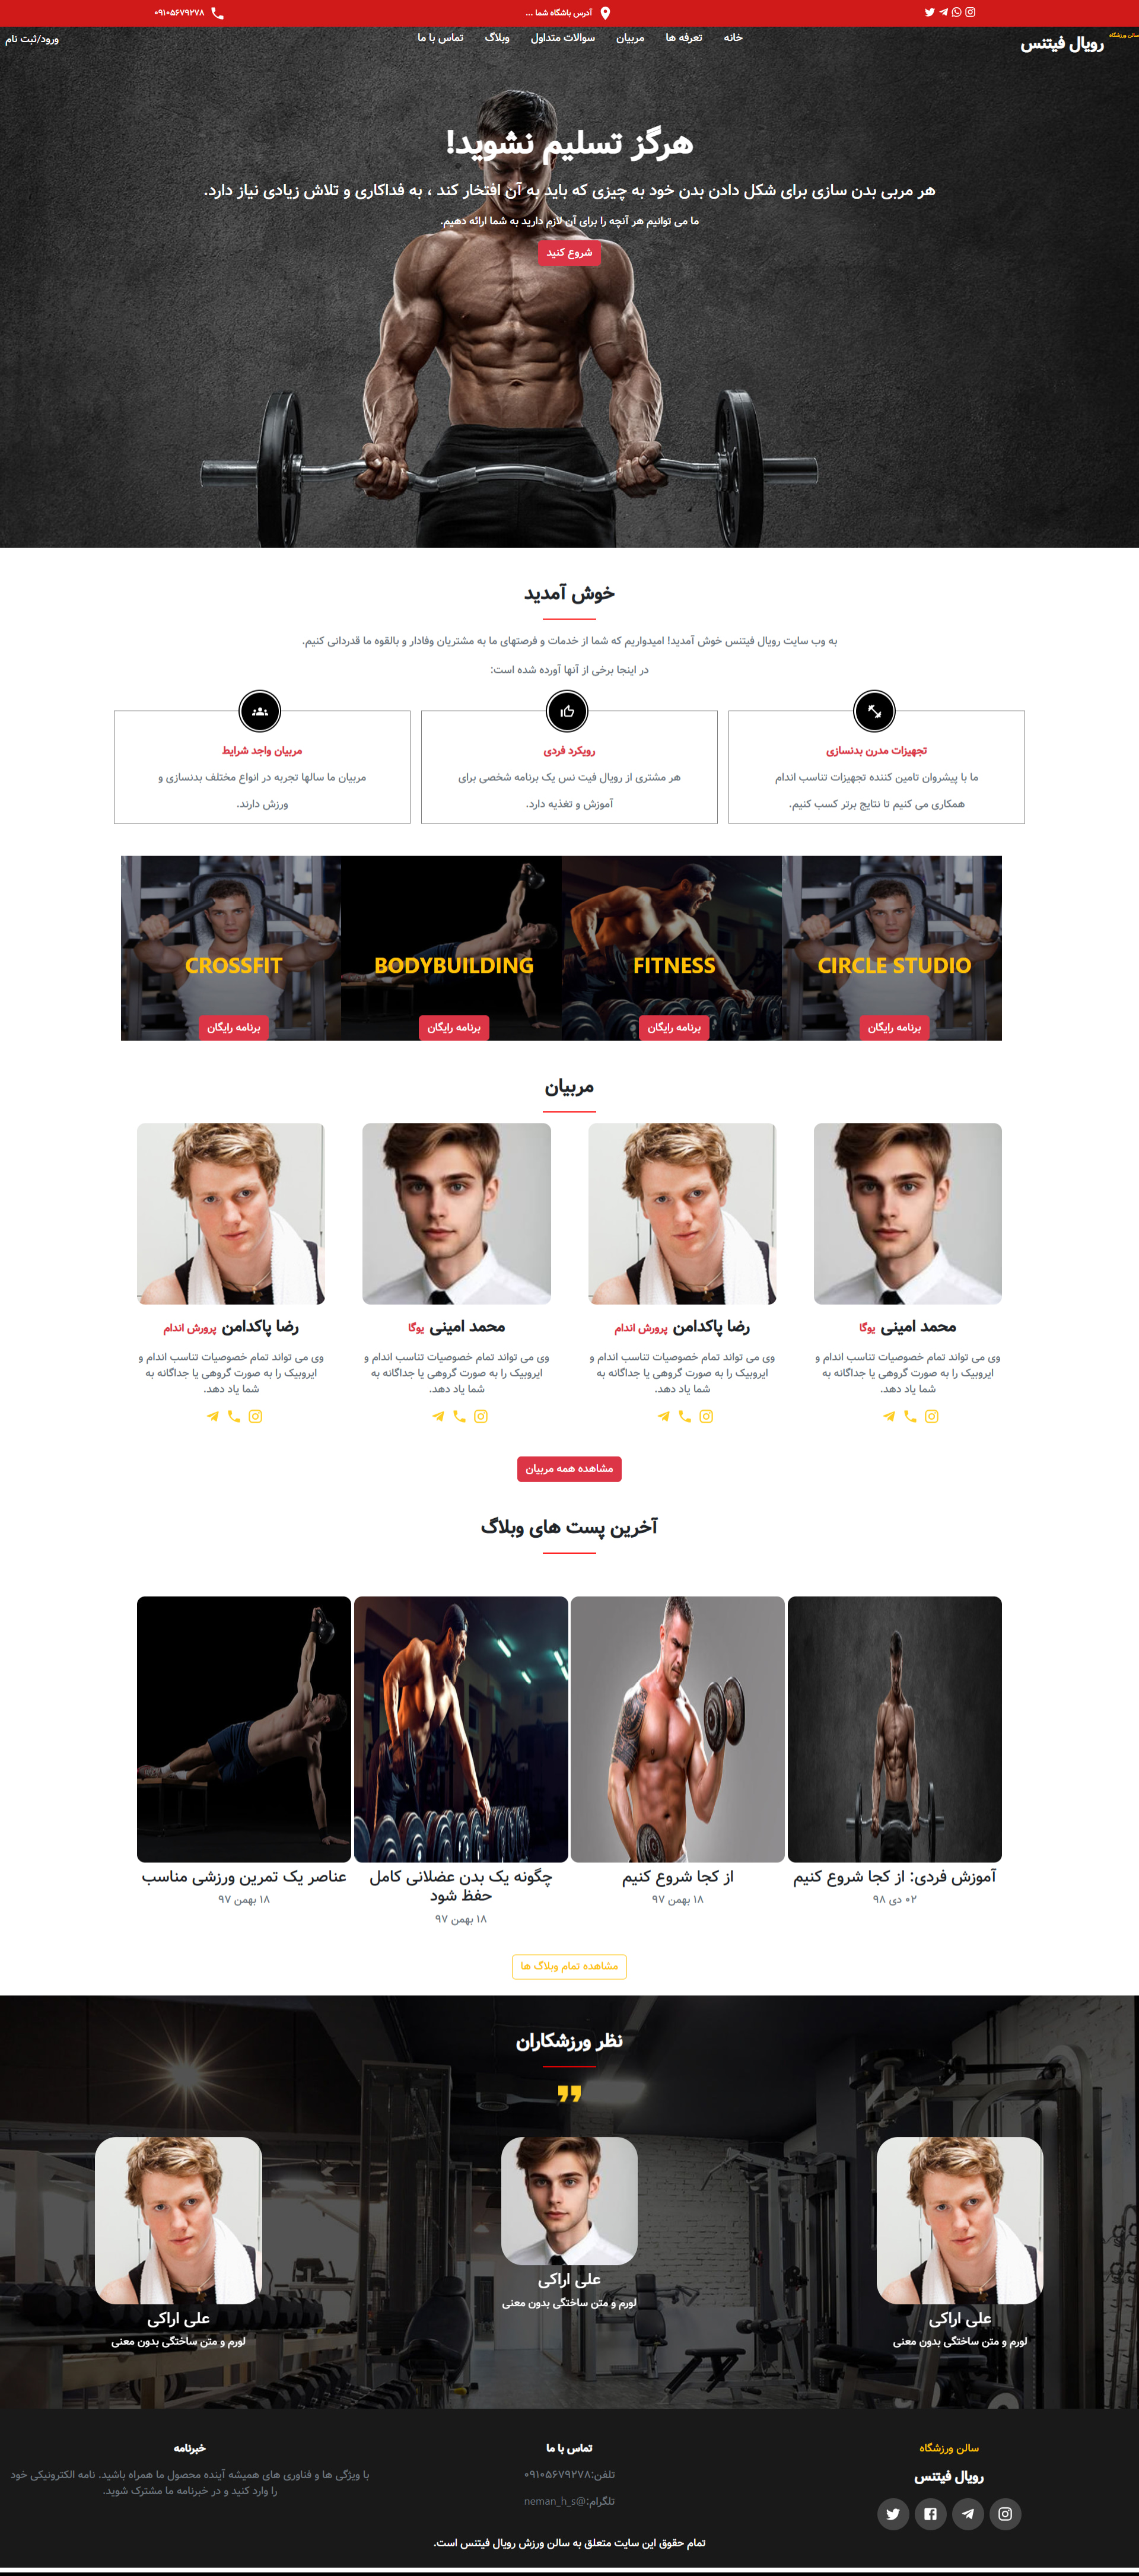 آدرس باشگاه شما ...
۰۹۱۰۵۶۷۹۲۷۸
سالن ورزشگاه
رویال فیتنس
خانه
تعرفه ها
مربیان
سوالات متداول
وبلاگ
تماس با ما
ورود/ثبت نام
هرگز تسلیم نشوید!
هر مربی بدن سازی برای شکل دادن بدن خود به چیزی که باید به آن افتخار کند ، به فداکاری و تلاش زیادی نیاز دارد.
ما می توانیم هر آنچه را برای آن لازم دارید به شما ارائه دهیم.
شروع کنید
خوش آمدید
به وب سایت رویال فیتنس خوش آمدید! امیدواریم که شما از خدمات و فرصتهای ما به مشتریان وفادار و بالقوه ما قدردانی کنیم.
در اینجا برخی از آنها آورده شده است:
تجهیزات مدرن بدنسازی
ما با پیشروان تامین کننده تجهیزات تناسب اندام
همکاری می کنیم تا نتایج برتر کسب کنیم.
رویکرد فردی
هر مشتری از رویال فیت نس یک برنامه شخصی برای
آموزش و تغذیه دارد.
مربیان واجد شرایط
مربیان ما سالها تجربه در انواع مختلف بدنسازی و
ورزش دارند.
CIRCLE STUDIO
برنامه رایگان
FITNESS
برنامه رایگان
BODYBUILDING
برنامه رایگان
CROSSFIT
برنامه رایگان
مربیان
محمد امینی یوگا
وی می تواند تمام خصوصیات تناسب اندام و
ایروبیک را به صورت گروهی یا جداگانه به
شما یاد دهد.
رضا پاکدامن پرورش اندام
وی می تواند تمام خصوصیات تناسب اندام و
ایروبیک را به صورت گروهی یا جداگانه به
شما یاد دهد.
محمد امینی یوگا
وی می تواند تمام خصوصیات تناسب اندام و
ایروبیک را به صورت گروهی یا جداگانه به
شما یاد دهد.
رضا پاکدامن پرورش اندام
وی می تواند تمام خصوصیات تناسب اندام و
ایروبیک را به صورت گروهی یا جداگانه به
شما یاد دهد.
مشاهده همه مربیان
آخرین پست های وبلاگ
آموزش فردی: از کجا شروع کنیم
۰۲ دی ۹۸
از کجا شروع کنیم
۱۸ بهمن ۹۷
چگونه یک بدن عضلانی کامل
حفظ شود
۱۸ بهمن ۹۷
عناصر یک تمرین ورزشی مناسب
۱۸ بهمن ۹۷
مشاهده تمام وبلاگ ها
نظر ورزشکاران
علی اراکی
لورم و متن ساختگی بدون معنی
علی اراکی
لورم و متن ساختگی بدون معنی
علی اراکی
لورم و متن ساختگی بدون معنی
سالن ورزشگاه
رویال فیتنس
تماس با ما
تلفن:۰۹۱۰۵۶۷۹۲۷۸
تلگرام:@neman_h_s
خبرنامه
با ویژگی ها و فناوری های همیشه آینده محصول ما همراه باشید. نامه الکترونیکی خود
را وارد کنید و در خبرنامه ما مشترک شوید.
تمام حقوق این سایت متعلق به سالن ورزش رویال فیتنس است.